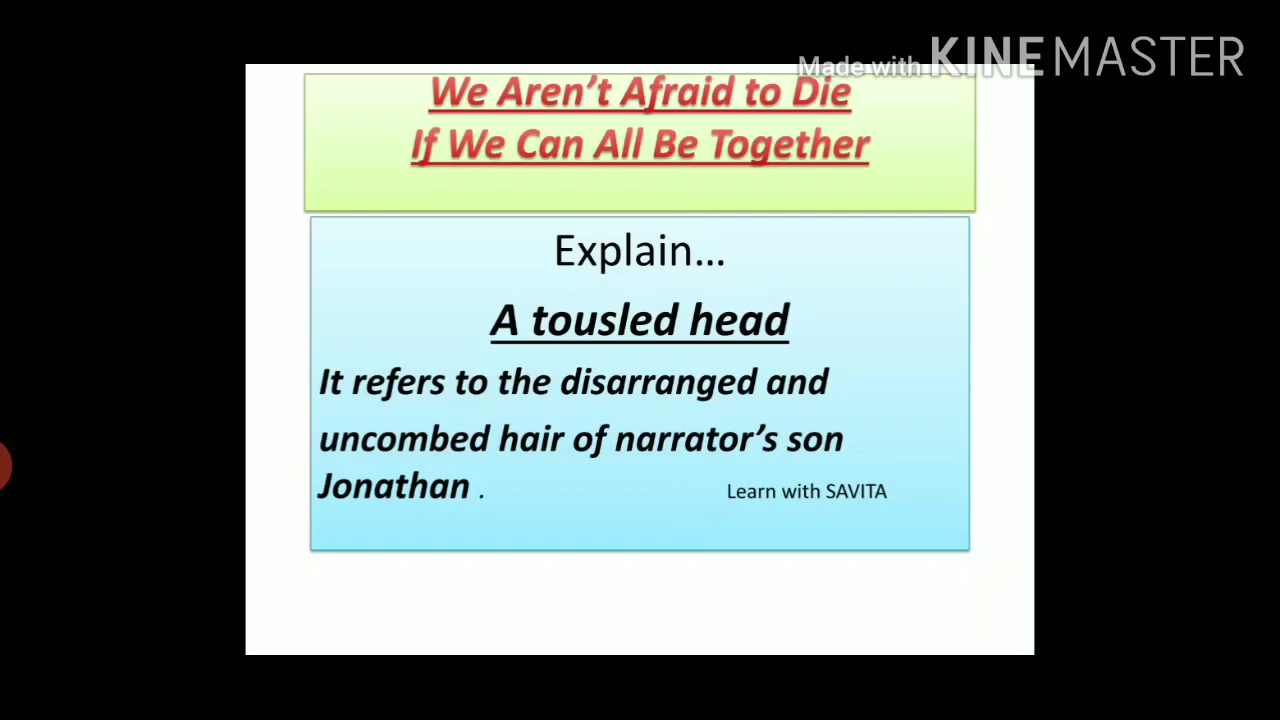 Made with KINEMASTER
We Aren’t Afraid to Die
If We Can All Be Together
Explain...
A tousled head
It refers to the disarranged and
uncombed hair of narrator’s son
Jonathan .
Learn with SAVITA